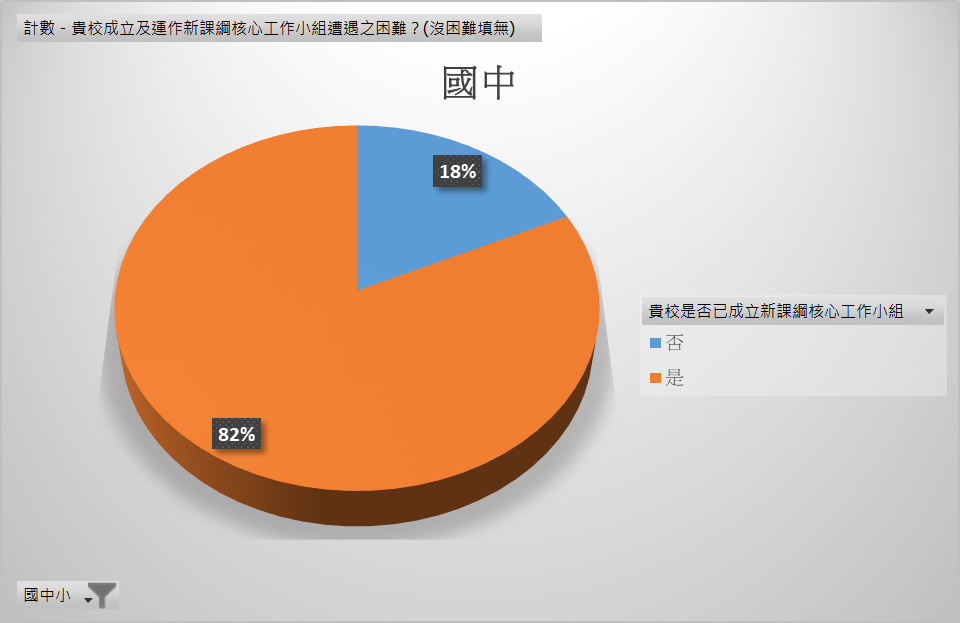 計數 - 貴校成立及運作新課綱核心工作小組遭遇之困難？(沒困難填無)
國中
18%
貴校是否已成立新課綱核心工作小組
否
是
82%
國中小